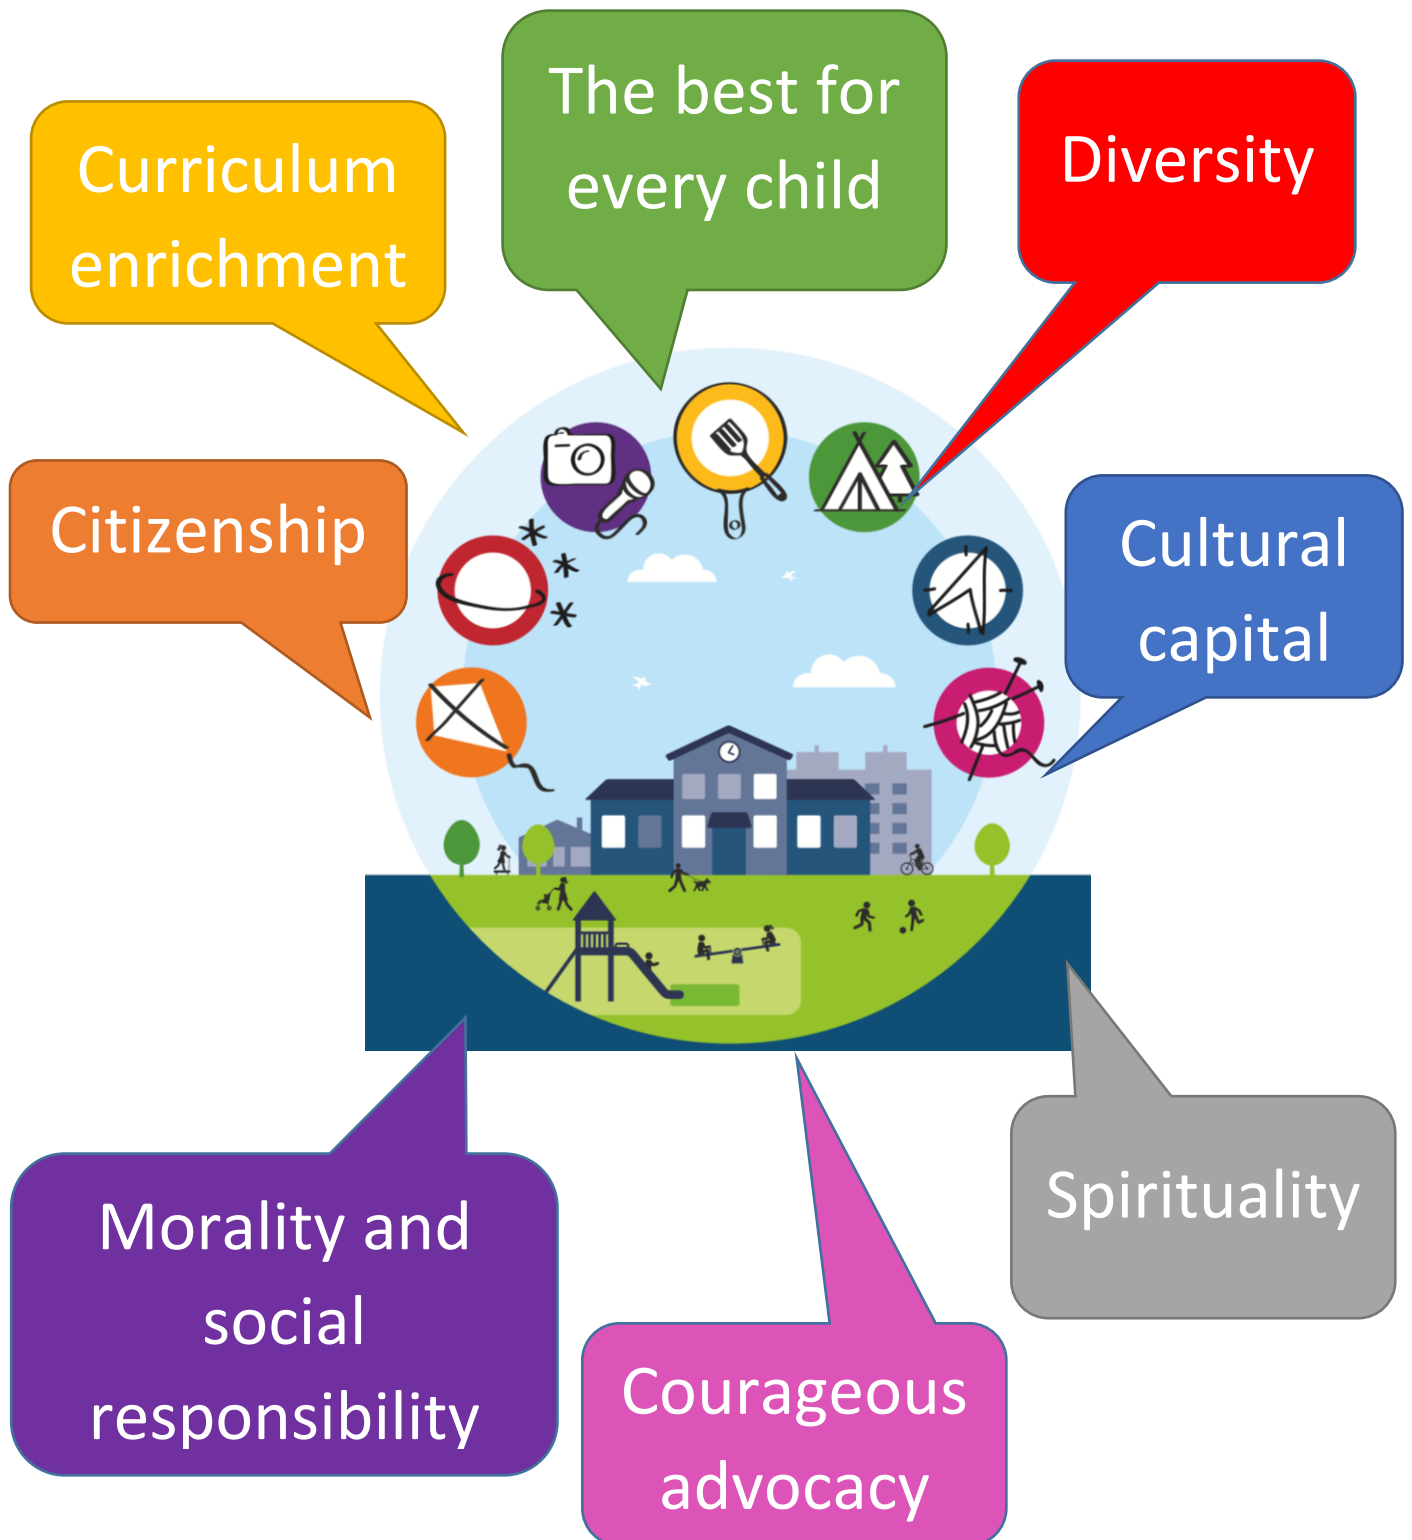 The best for
every child
Curriculum
enrichment
Diversity
Citizenship
Cultural
capital
Spirituality
Morality and
social
responsibility
Courageous
advocacy